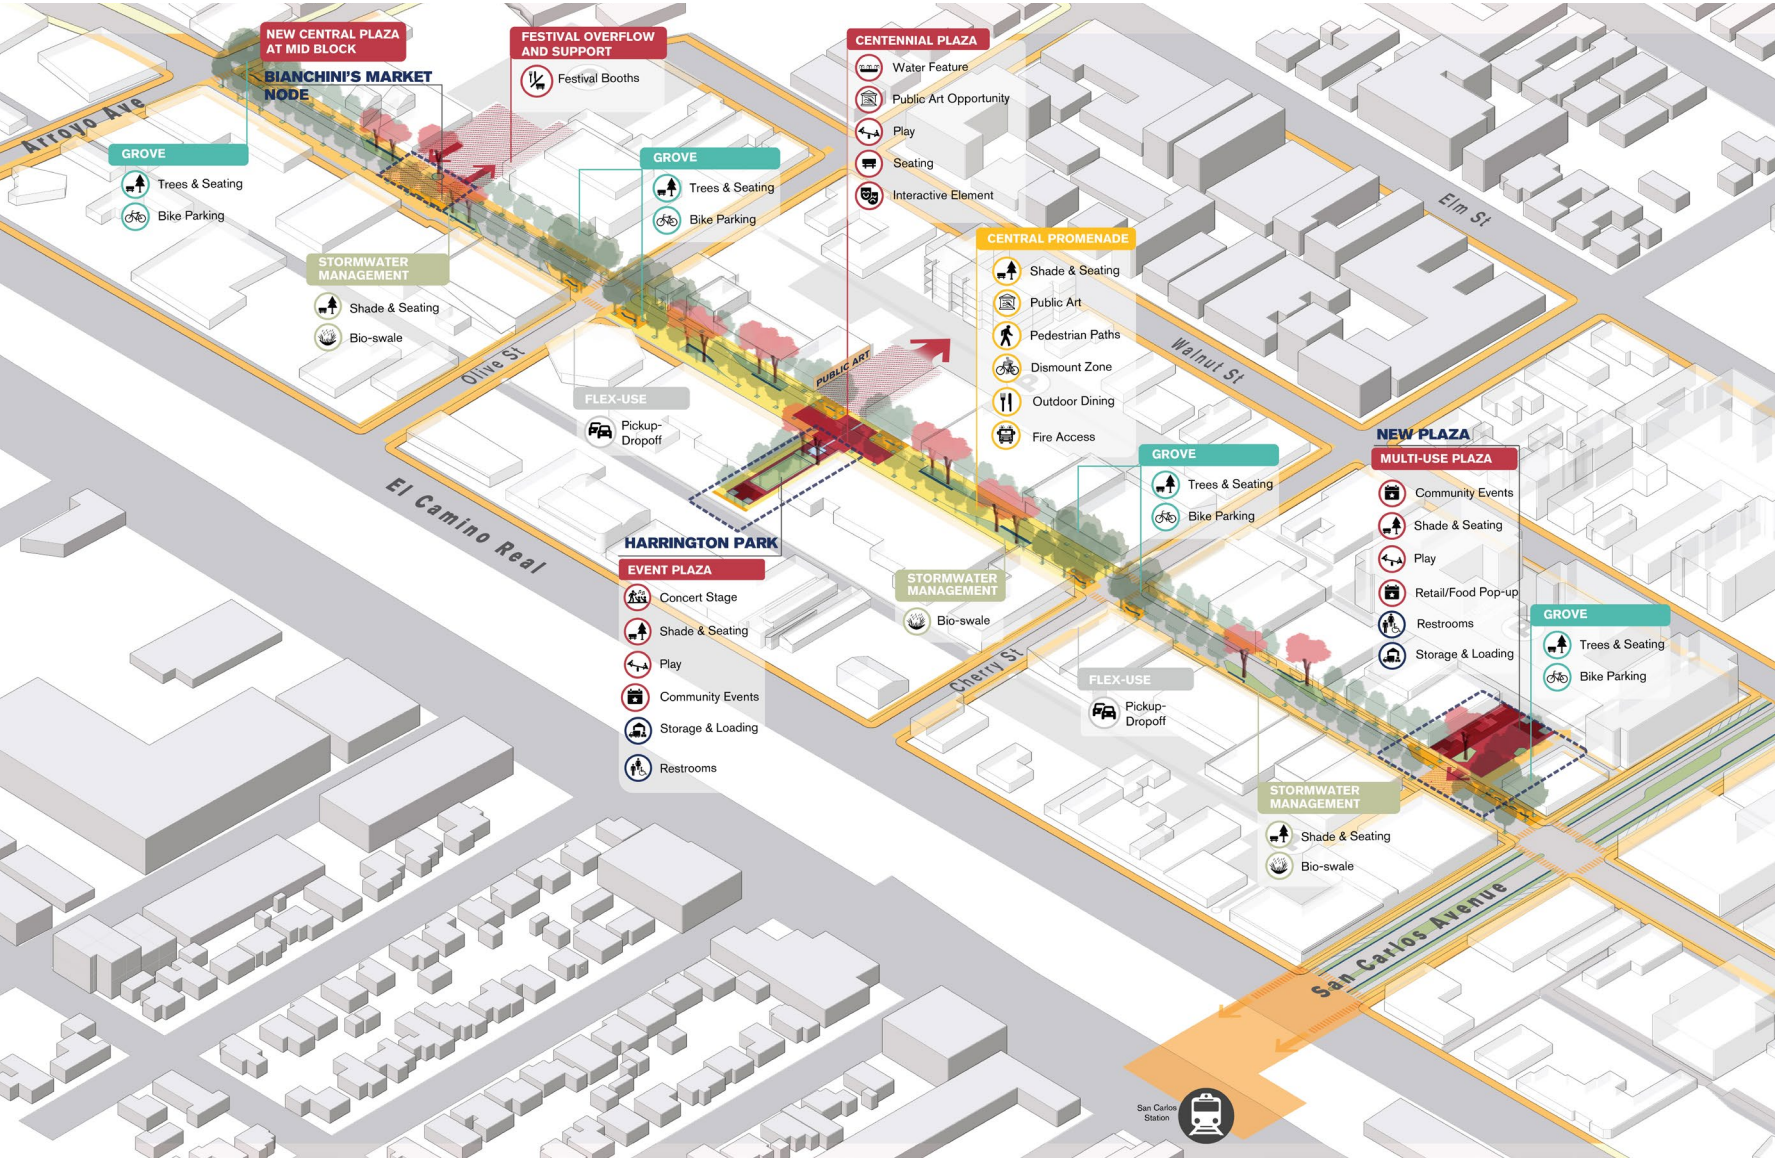 NEW CENTRAL PLAZA
AT MID BLOCK
BIANCHINI'S MARKET
NODE
FESTIVAL OVERFLOW
AND SUPPORT
Festival Booths
CENTENNIAL PLAZA
Water Feature
Public Art Opportunity
Play
Seating
Interactive Element
Arroyo Ave
GROVE
Trees & Seating
Bike Parking
GROVE
Trees & Seating
Bike Parking
STORMWATER
MANAGEMENT
Shade & Seating
Bio-swale
CENTRAL PROMENADE
Shade & Seating
Public Art
Pedestrian Paths
Dismount Zone
Outdoor Dining
Fire Access
Elm St
Walnut St
Olive St
PUBLIC ART
FLEX-USE
Pickup-
Dropoff
El Camino Real
HARRINGTON PARK
EVENT PLAZA
Concert Stage
Shade & Seating
Play
Community Events
Storage & Loading
Restrooms
GROVE
Trees & Seating
Bike Parking
STORMWATER
MANAGEMENT
Bio-swale
Cherry St
FLEX-USE
Pickup-
Dropoff
NEW PLAZA
MULTI-USE PLAZA
Community Events
Shade & Seating
Play
Retail/Food Pop-up
Restrooms
Storage & Loading
GROVE
Trees & Seating
Bike Parking
STORMWATER
MANAGEMENT
Shade & Seating
Bio-swale
San Carlos Avenue
San Carlos
Station